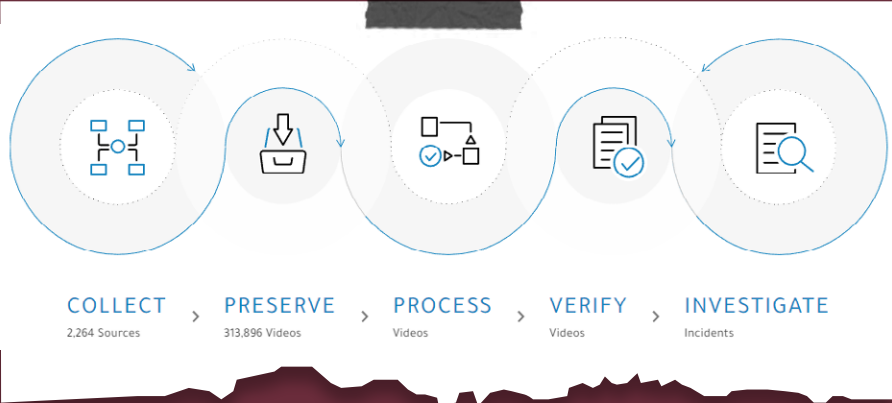 COLLECT
2,264 Sources
PRESERVE
313,896 Videos
PROCESS
Videos
VERIFY
Videos
INVESTIGATE
Incidents